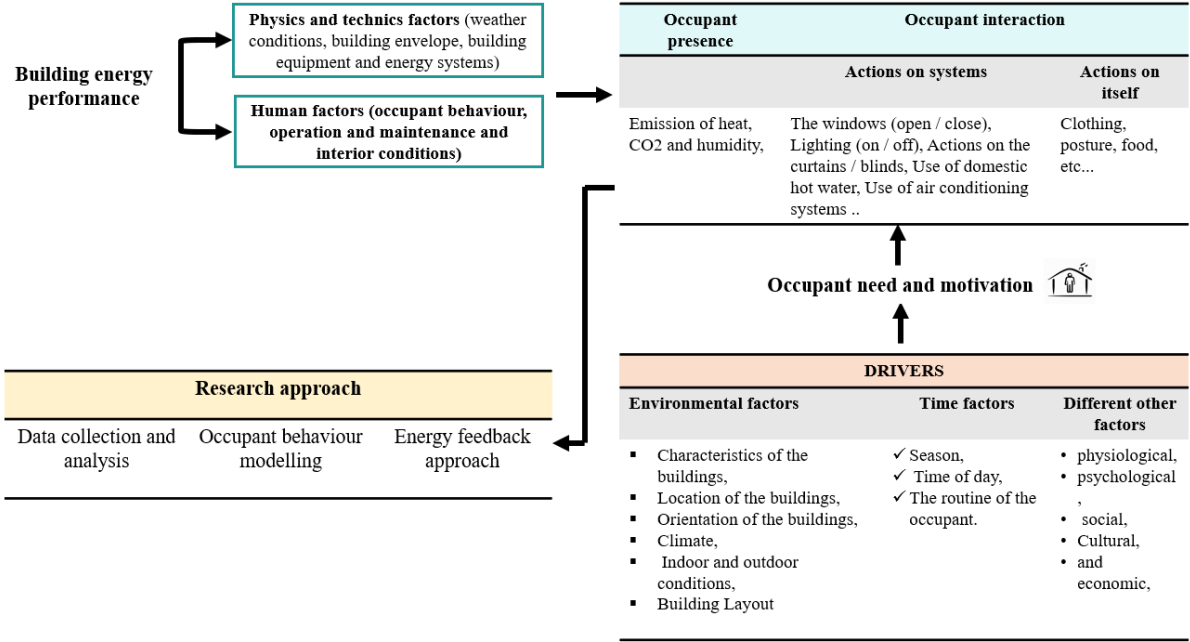 Building energy
performance
Physics and technics factors (weather
conditions, building envelope, building
equipment and energy systems)
Human factors (occupant behaviour,
operation and maintenance and
interior conditions)
Occupant
presence
Occupant interaction
Actions on systems
Actions on
itself
Emission of heat,
CO2 and humidity,
The windows (open / close),
Lighting (on / off), Actions on the
curtains / blinds, Use of domestic
hot water, Use of air conditioning
systems ..
Clothing,
posture, food,
etc...
Occupant need and motivation
DRIVERS
Environmental factors
Time factors
Different other
factors
▪ Characteristics of the
buildings,
▪ Location of the buildings,
▪ Orientation of the buildings,
▪ Climate,
▪ Indoor and outdoor
conditions,
▪ Building Layout
✓ Season,
✓ Time of day,
✓ The routine of the
occupant.
• physiological,
• psychological
,
• social,
• Cultural,
• and
economic,
Research approach
Data collection and
analysis
Occupant behaviour
modelling
Energy feedback
approach